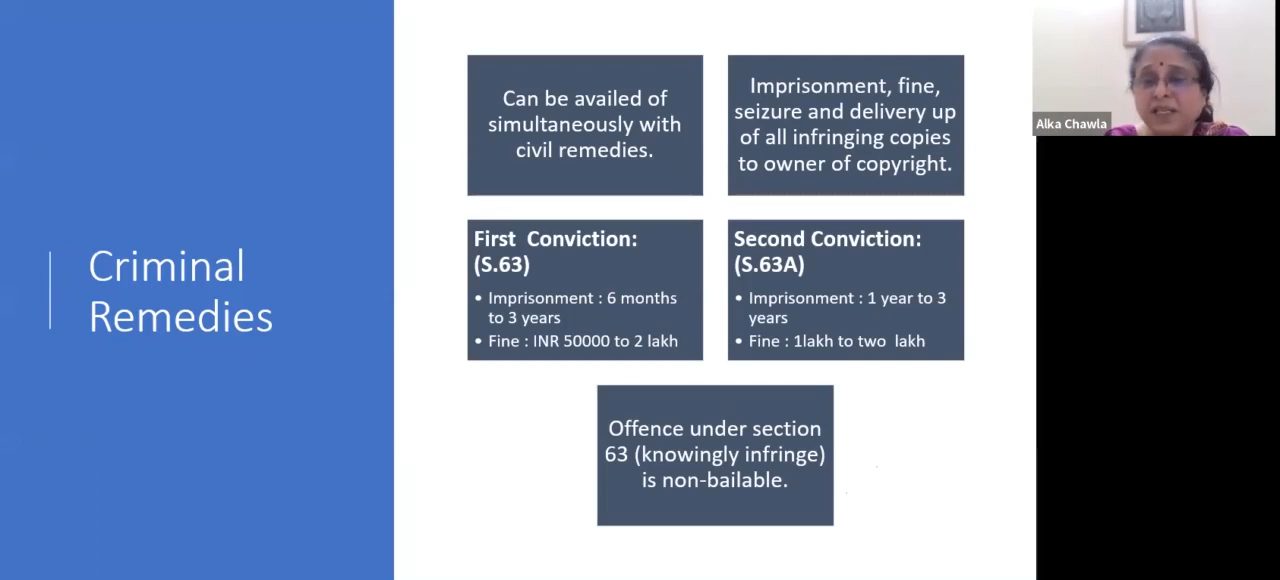 Criminal
Remedies
Can be availed of
simultaneously with
civil remedies.
Imprisonment, fine,
seizure and delivery up
of all infringing copies
to owner of copyright.
First  Conviction:
(S.63)
• Imprisonment : 6 months
to 3 years
• Fine : INR 50000 to 2 lakh
Second Conviction:
(S.63A)
• Imprisonment : 1 year to 3
years
• Fine : 1lakh to two  lakh
Offence under section
63 (knowingly infringe)
is non-bailable.
Alka Chawla